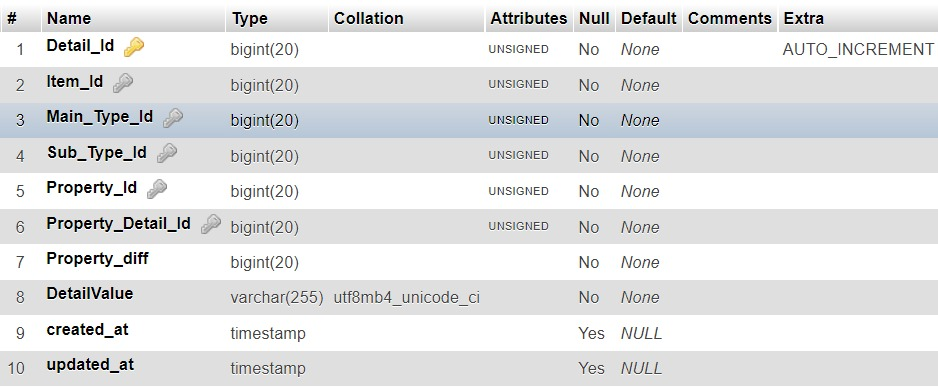 # Name Type Collation Attributes Null Default Comments Extra
1 Detail_Id bigint(20) UNSIGNED No None AUTO_INCREMENT
2 Item_Id bigint(20) UNSIGNED No None
3 Main_Type_Id bigint(20) UNSIGNED No None
4 Sub_Type_Id bigint(20) UNSIGNED No None
5 Property_Id bigint(20) UNSIGNED No None
6 Property_Detail_Id bigint(20) UNSIGNED No None
7 Property_diff bigint(20) No None
8 DetailValue varchar(255) utf8mb4_unicode_ci No None
9 created_at timestamp Yes NULL
10 updated_at timestamp Yes NULL